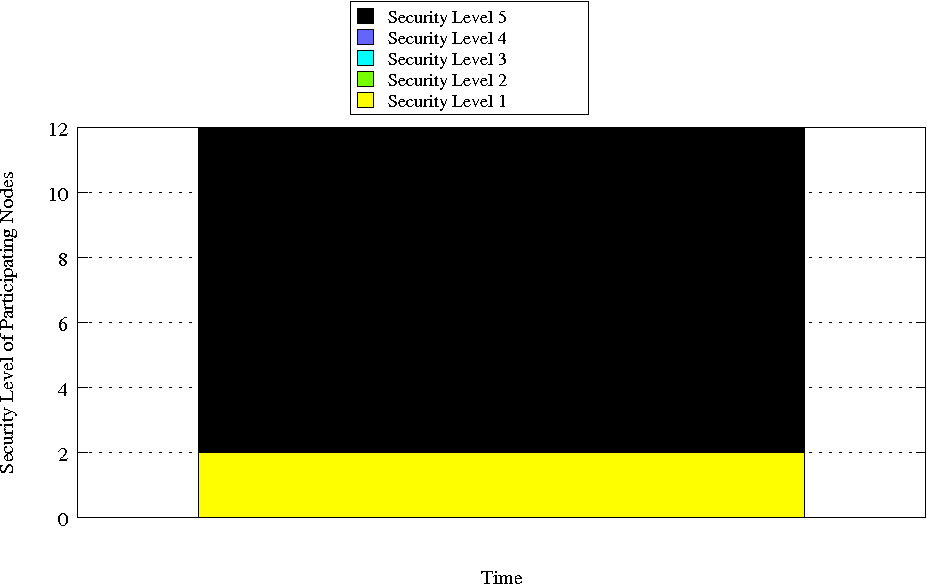 Security Level 5
Security Level 4
Security Level 3
Security Level 2
Security Level 1
12
10
8
6
4
2
0
Security Level of Participating Nodes
Time